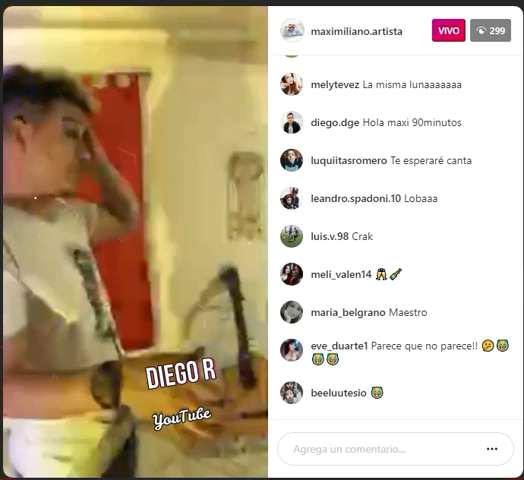 maximiliano.artista
VIVO
299
melytevez La misma lunaaaaaaa
diego.dge Hola maxi 90minutos
luquiitasromero Te esperaré canta
leandro.spadoni.10 Lobaaa
luis.v.98 Crak
meli_valen14 🥂🍾
maria_belgrano Maestro
eve_duarte1 Parece que no parece!! 😕😹
😹😹
beeluutesio 😹
DIEGO R
YouTube
Agrega un comentario...